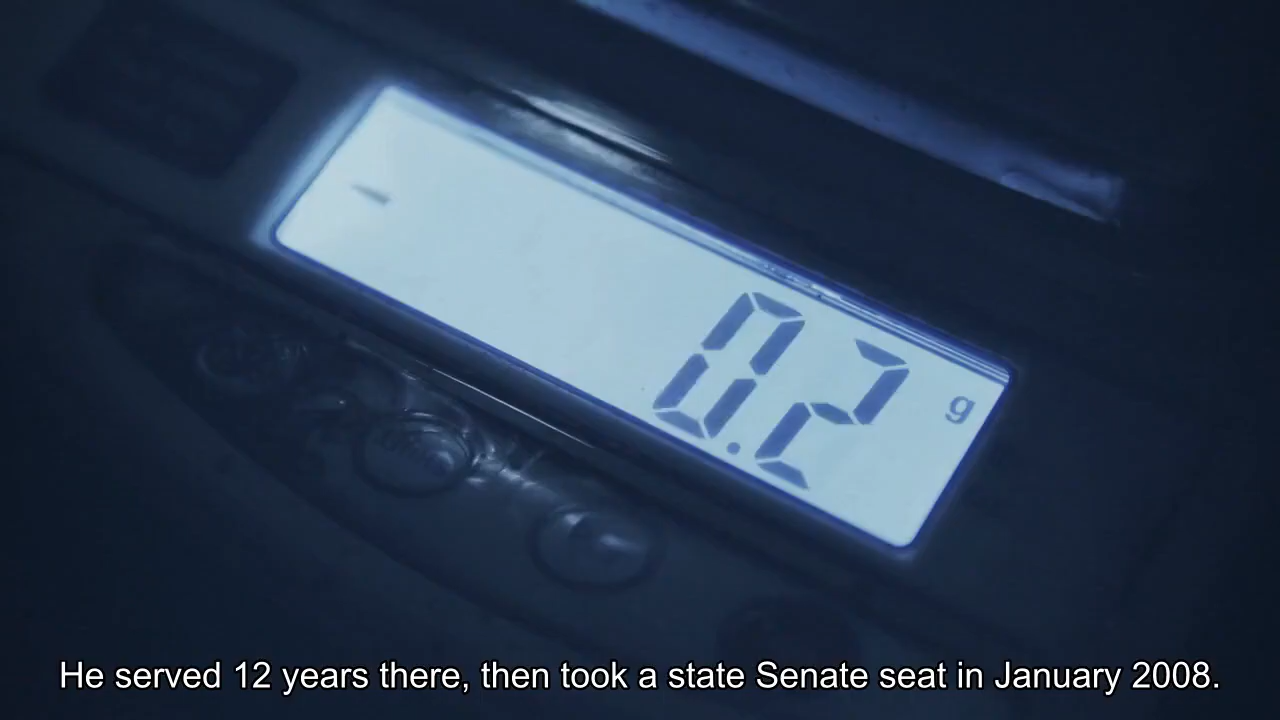 0.2 g
He served 12 years there, then took a state Senate seat in January 2008.